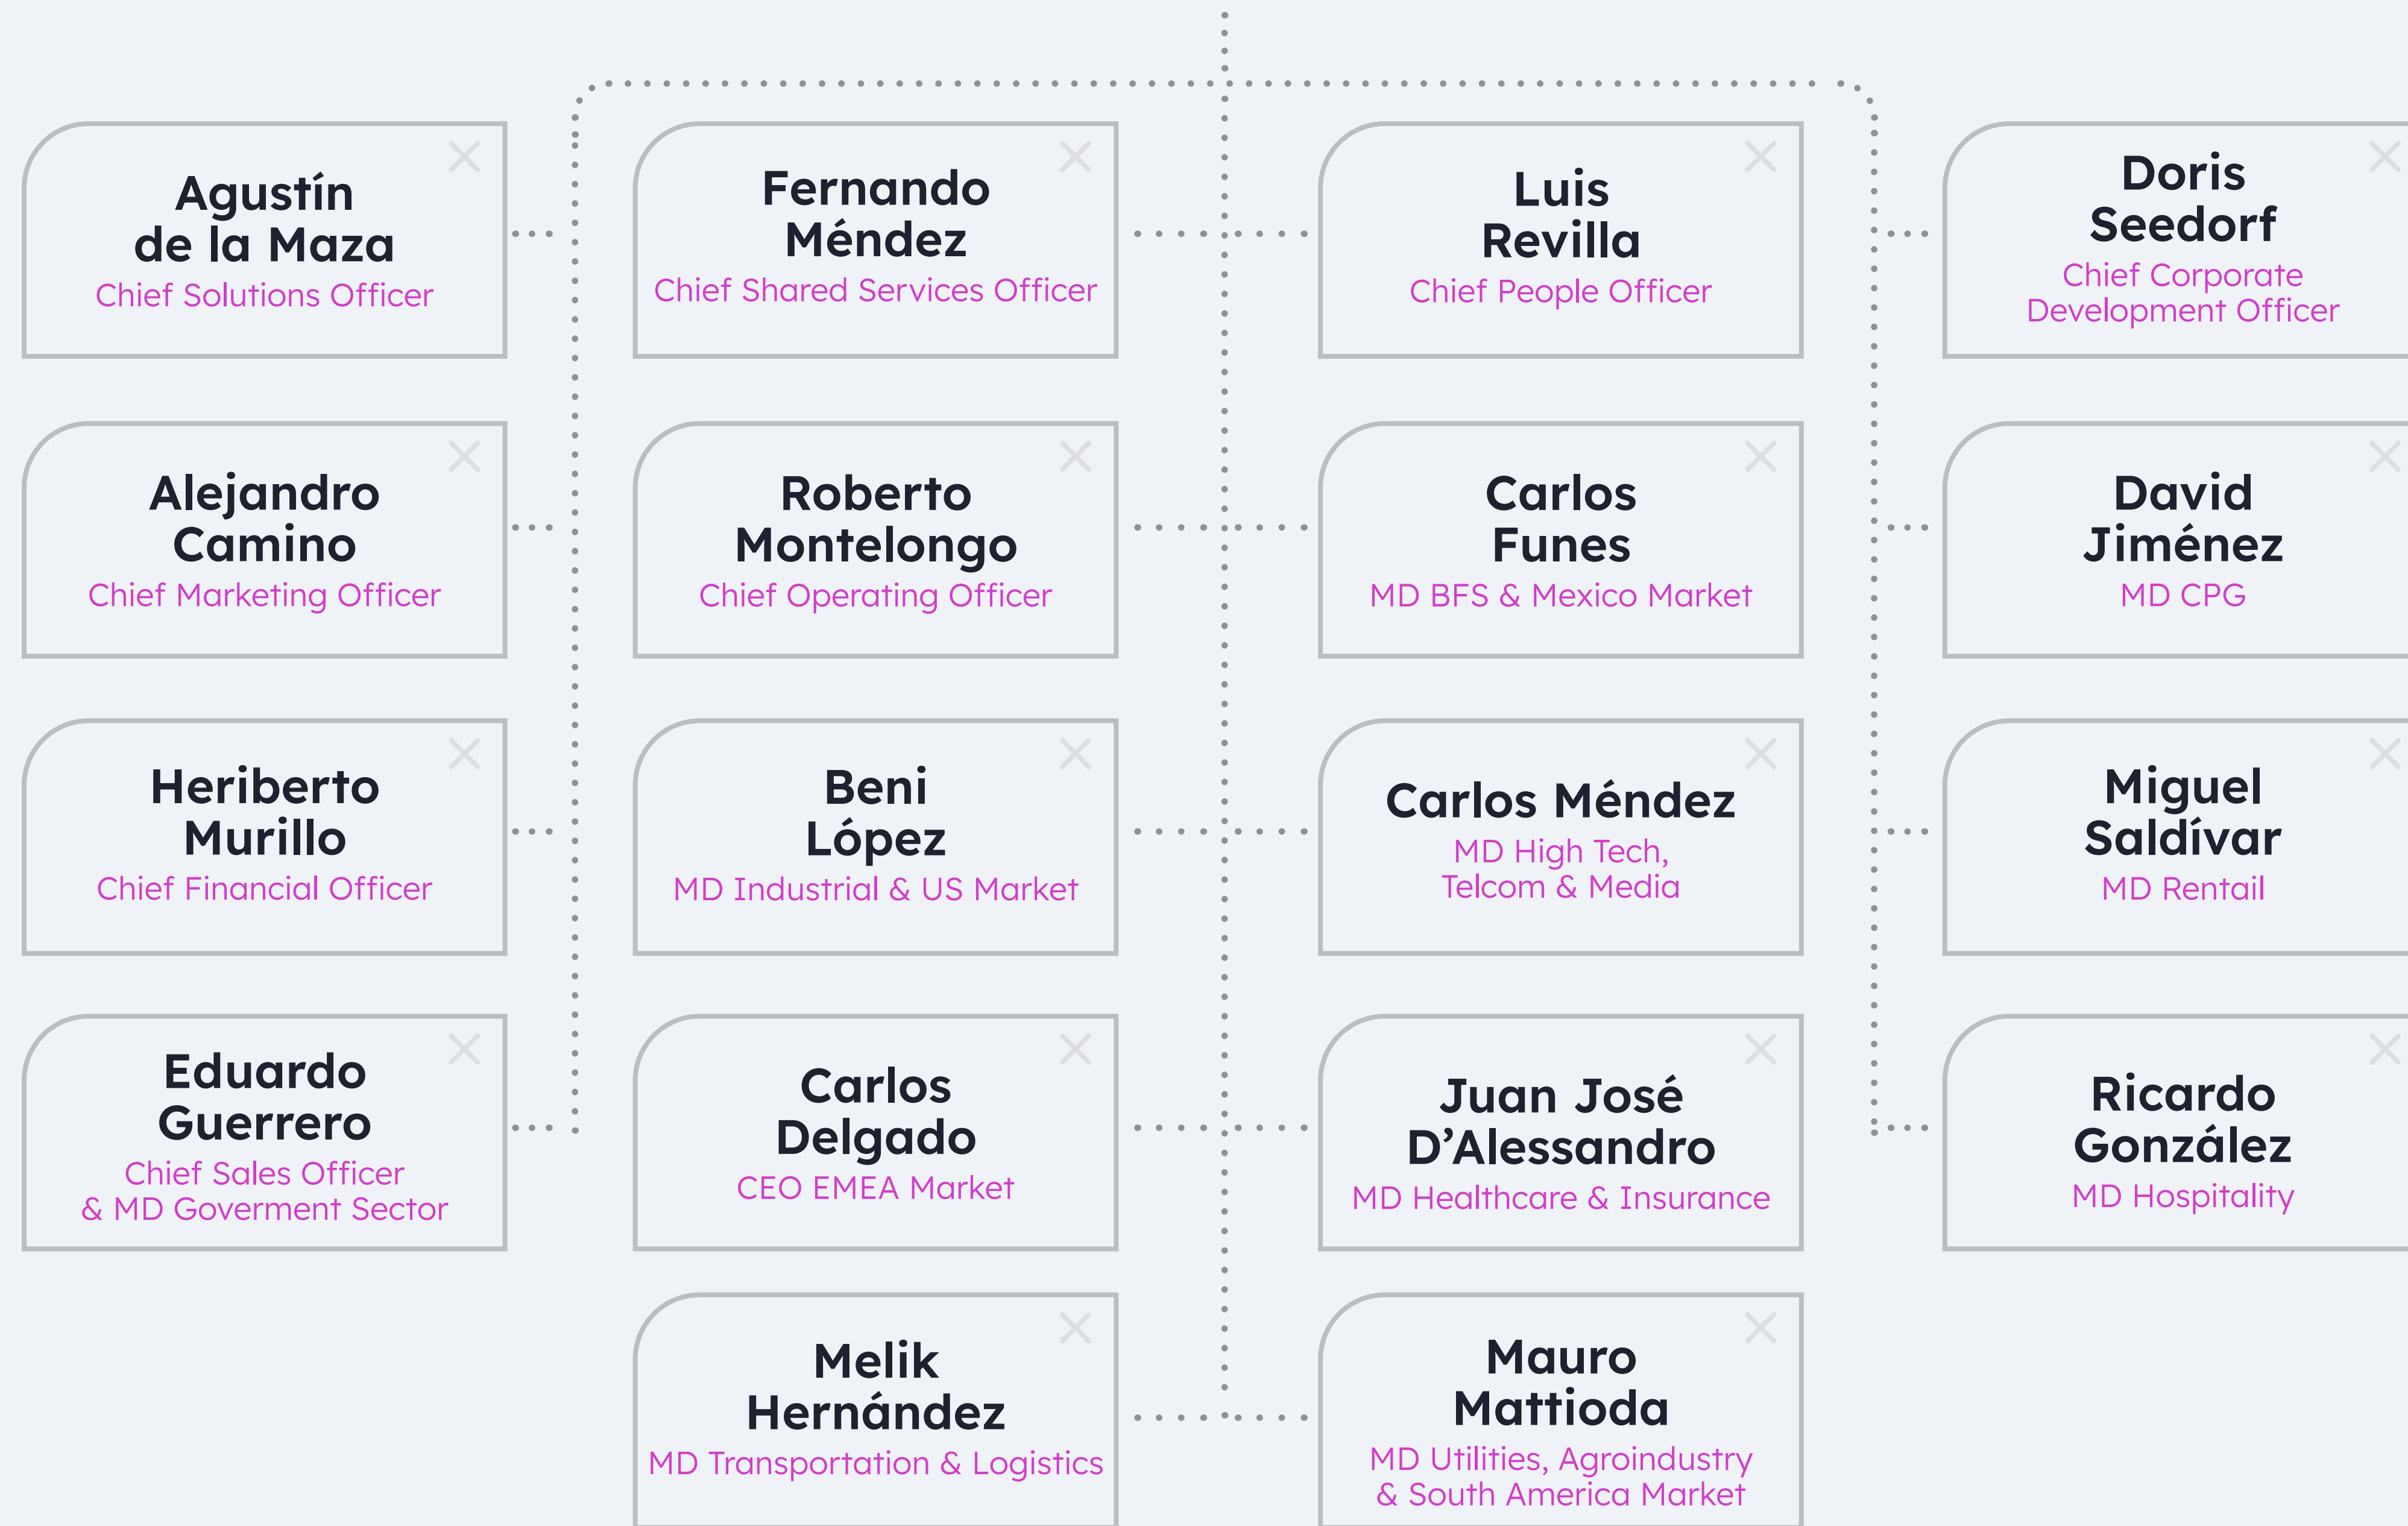 Agustín
de la Maza
Chief Solutions Officer
Fernando
Méndez
Chief Shared Services Officer
Luis
Revilla
Chief People Officer
Doris
Seedorf
Chief Corporate
Development Officer
Alejandro
Camino
Chief Marketing Officer
Roberto
Montelongo
Chief Operating Officer
Carlos
Funes
MD BFS & Mexico Market
David
Jiménez
MD CPG
Heriberto
Murillo
Chief Financial Officer
Beni
López
MD Industrial & US Market
Carlos Méndez
MD High Tech,
Telcom & Media
Miguel
Saldívar
MD Rentail
Eduardo
Guerrero
Chief Sales Officer
& MD Goverment Sector
Carlos
Delgado
CEO EMEA Market
Juan José
D’Alessandro
MD Healthcare & Insurance
Ricardo
González
MD Hospitality
Melik
Hernández
MD Transportation & Logistics
Mauro
Mattioda
MD Utilities, Agroindustry
& South America Market